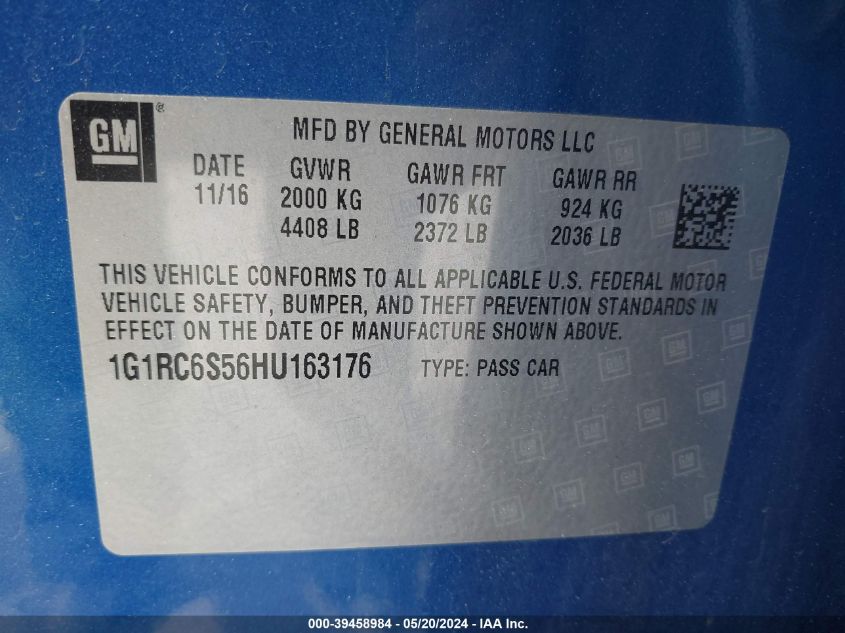 GM ®
MFD BY GENERAL MOTORS LLC
DATE GVWR GAWR FRT GAWR RR
11/16 2000 KG 1076 KG 924 KG
4408 LB 2372 LB 2036 LB
THIS VEHICLE CONFORMS TO ALL APPLICABLE U.S. FEDERAL MOTOR
VEHICLE SAFETY, BUMPER, AND THEFT PREVENTION STANDARDS IN
EFFECT ON THE DATE OF MANUFACTURE SHOWN ABOVE.
1G1RC6S56HU163176 TYPE: PASS CAR
000-39458984 - 05/20/2024 - IAA Inc.